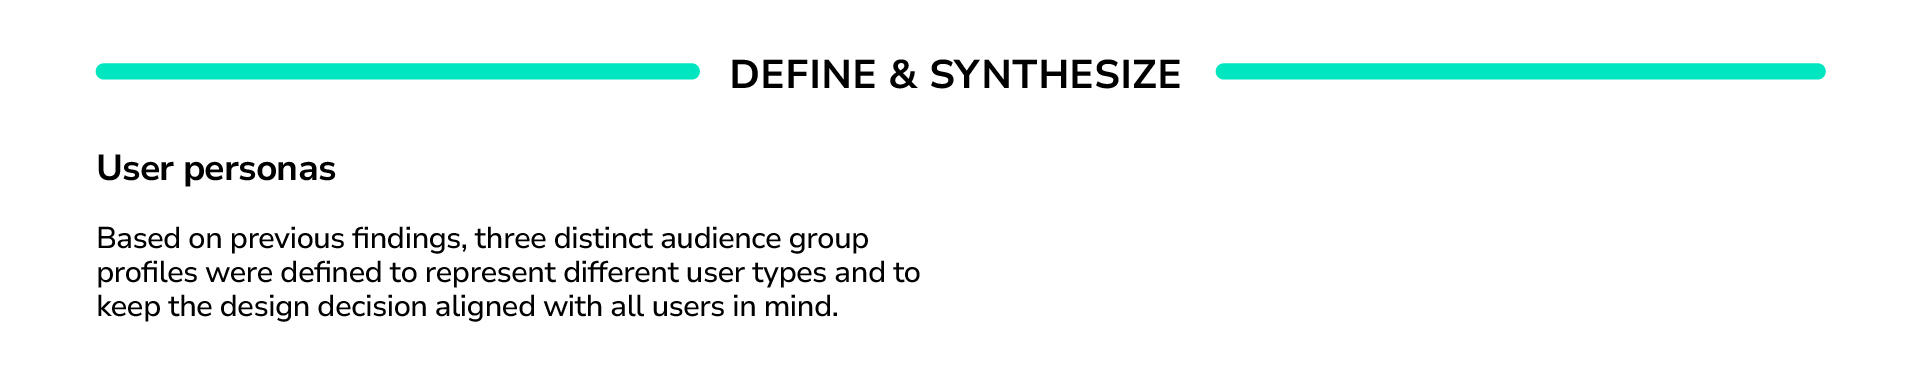 DEFINE & SYNTHESIZE
User personas
Based on previous findings, three distinct audience group
profiles were defined to represent different user types and to
keep the design decision aligned with all users in mind.